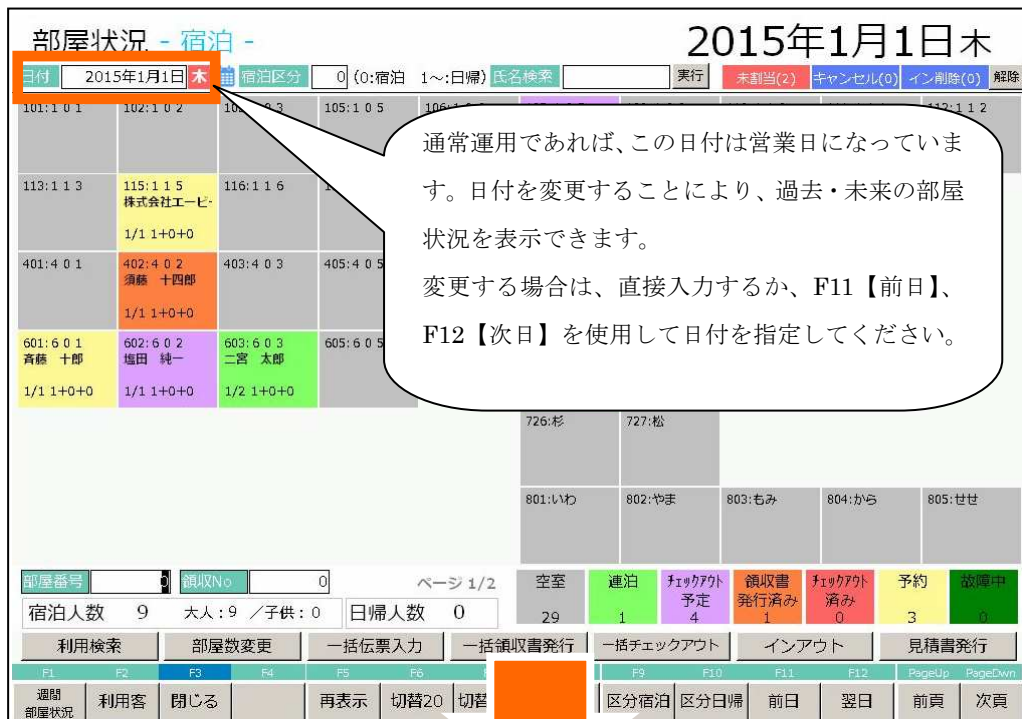 部屋状況 - 宿泊 -
2015年1月1日木
日付 2015年1月1日 木 宿泊区分 0 (0:宿泊 1～:日帰) 氏名検索 実行 未割当(2) キャンセル(0) イン削除(0) 解除
101:1 0 1 102:1 0 2 105:1 0 5
通常運用であれば、この日付は営業日になっていま
す。日付を変更することにより、過去・未来の部屋
状況を表示できます。
変更する場合は、直接入力するか、F11【前日】、
F12【次日】を使用して日付を指定してください。
113:1 1 3 115:1 1 5 116:1 1 6
株式会社エービｰ
1/1 1+0+0
401:4 0 1 402:4 0 2 403:4 0 3 405:4 0 5
須藤 十四郎
1/1 1+0+0
601:6 0 1 602:6 0 2 603:6 0 3 605:6 0 5
斉藤 十郎 塩田 純一 二宮 太郎
1/1 1+0+0 1/1 1+0+0 1/2 1+0+0
726:杉 727:松
801:いわ 802:やま 803:もみ 804:から 805:せせ
部屋番号 0 領収No 0 ページ 1/2
空室 連泊 ﾁｪｯｸｱｳﾄ予定 領収書発行済み ﾁｪｯｸｱｳﾄ済み 予約 故障中
29 1 4 1 0 3 0
宿泊人数 9 大人:9 ／子供:0 日帰人数 0
利用検索 部屋数変更 一括伝票入力 一括領収書発行 一括チェックアウト インアウト 見積書発行
F1 F2 F3 F4 F5 F6 F9 F10 F11 F12 PageUp PageDwn
週間部屋状況 利用客 閉じる 再表示 切替20 切替 区分宿泊 区分日帰 前日 翌日 前頁 次頁